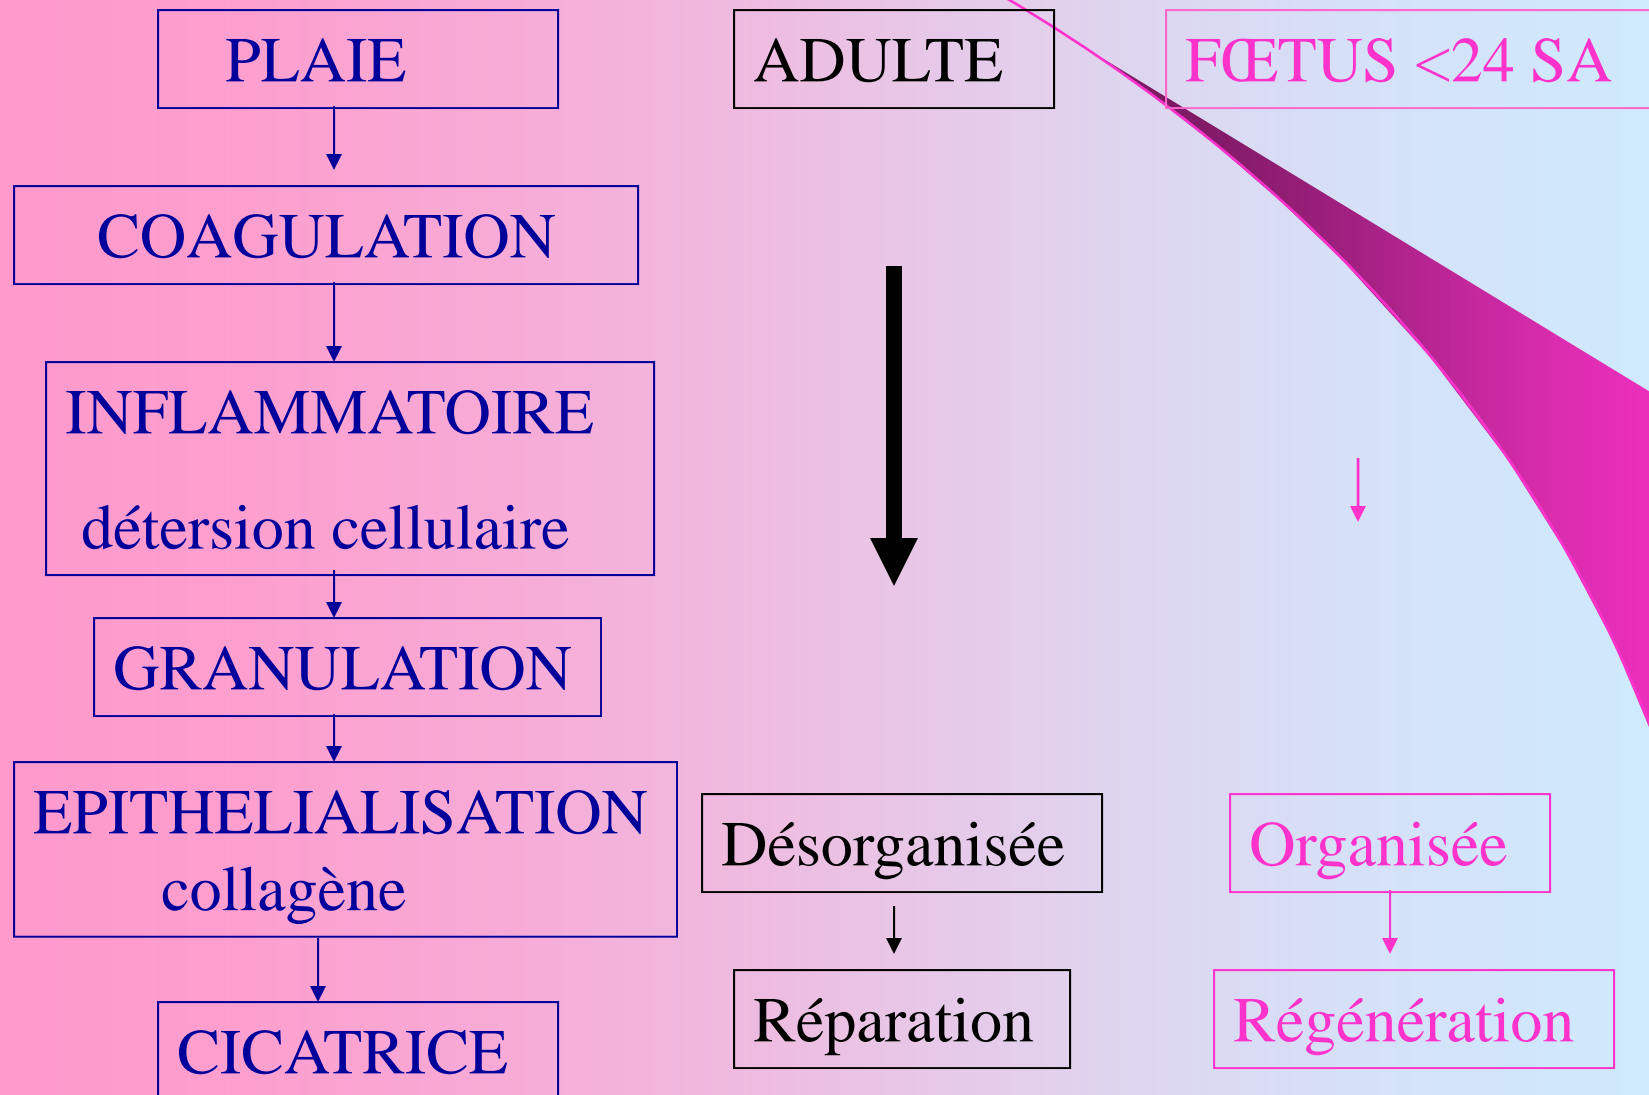 PLAIE
ADULTE
FŒTUS <24 SA
COAGULATION
INFLAMMATOIRE
détersion cellulaire
GRANULATION
EPITHELIALISATION
collagène
Désorganisée
Organisée
Réparation
Régénération
CICATRICE